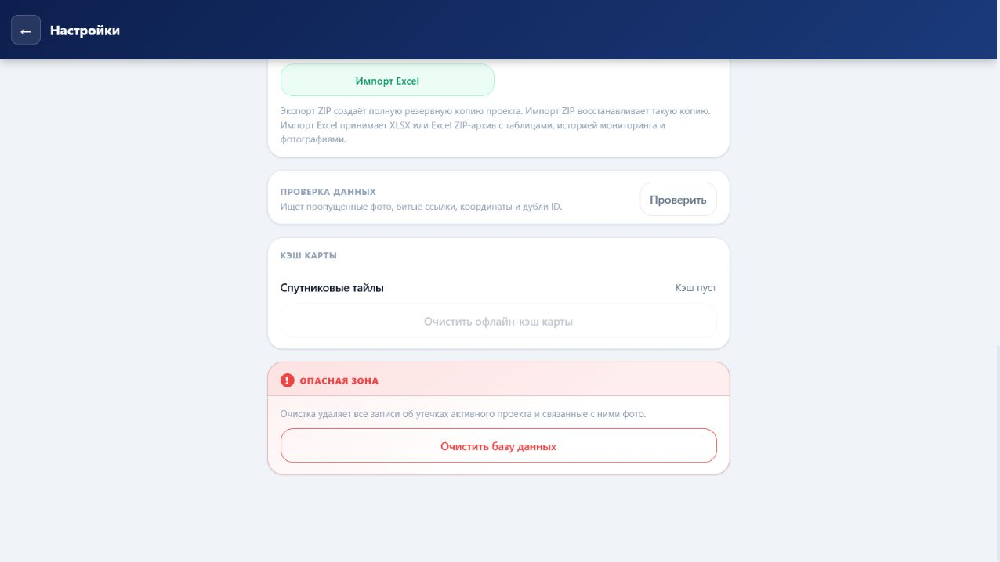 ←
Настройки
Импорт Excel
Экспорт ZIP создаёт полную резервную копию проекта. Импорт ZIP восстанавливает такую копию.
Импорт Excel принимает XLSX или Excel ZIP-архив с таблицами, историей мониторинга и
фотографиями.
ПРОВЕРКА ДАННЫХ
Ищет пропущенные фото, битые ссылки, координаты и дубли ID.
Проверить
КЭШ КАРТЫ
Спутниковые тайлы
Кэш пуст
Очистить офлайн-кэш карты
ОПАСНАЯ ЗОНА
Очистка удаляет все записи об утечках активного проекта и связанные с ними фото.
Очистить базу данных